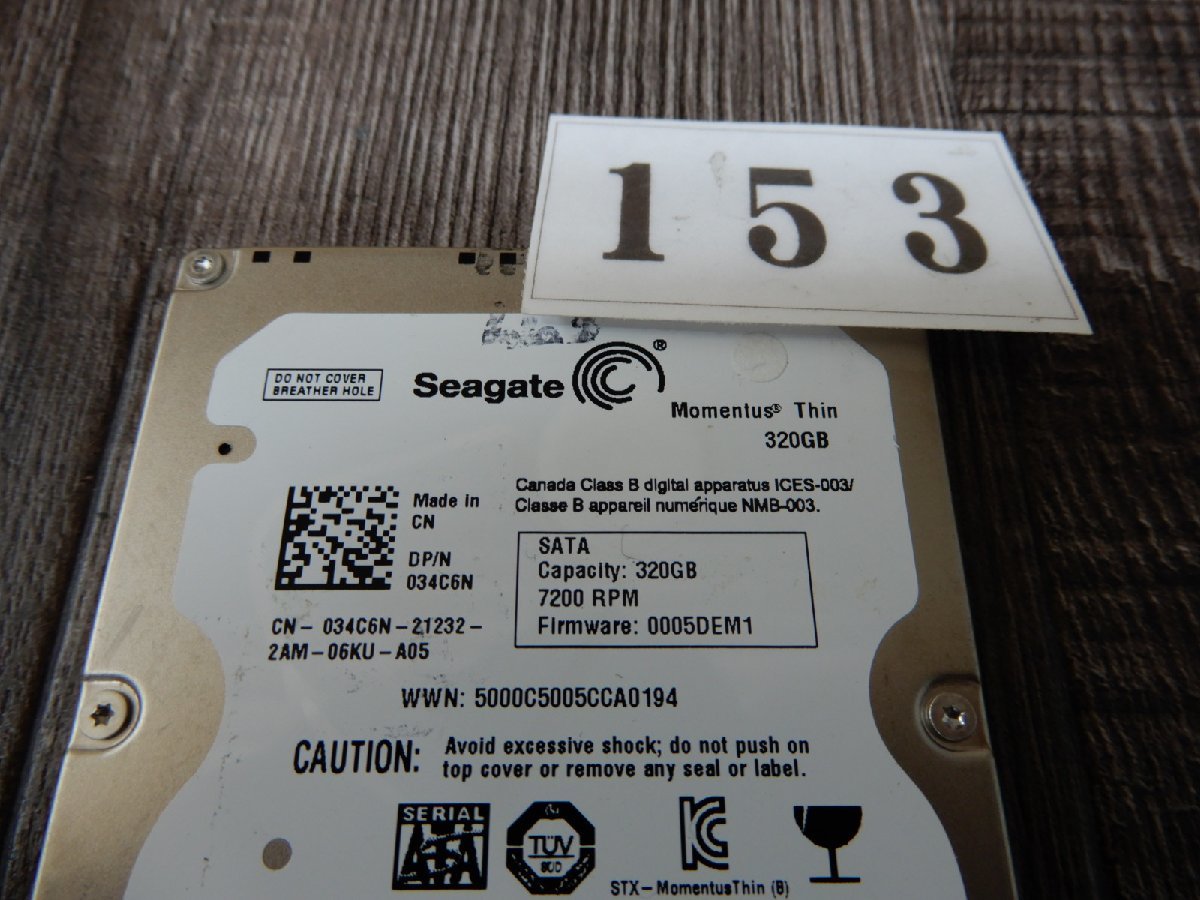 153
DO NOT COVER
BREATHER HOLE
Seagate®
Momentus® Thin
320GB
Made in
CN
DP/N
034C6N
Canada Class B digital apparatus ICES-003/
Classe B appareil numérique NMB-003.
SATA
Capacity: 320GB
7200 RPM
Firmware: 0005DEM1
CN- 034C6N-21232-
2AM-06KU-A05
WWN: 5000C5005CCA0194
CAUTION: Avoid excessive shock; do not push on
top cover or remove any seal or label.
SERIAL
ATA
TÜV
SÜD
STX-MomentusThin (B)